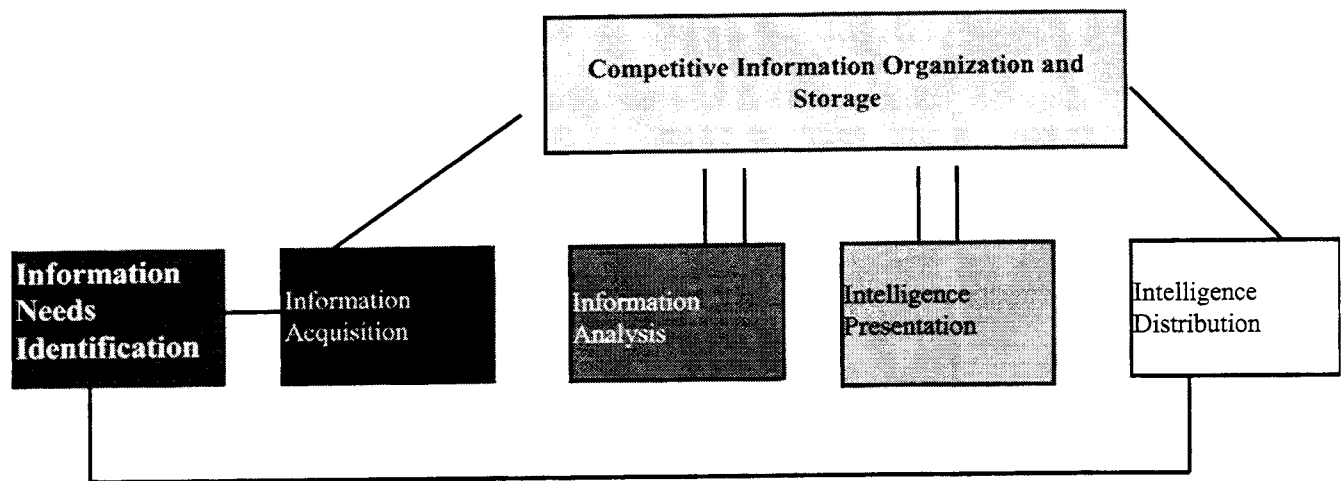 Competitive Information Organization and
Storage
Information
Needs
Identification
Information
Acquisition
Information
Analysis
Intelligence
Presentation
Intelligence
Distribution